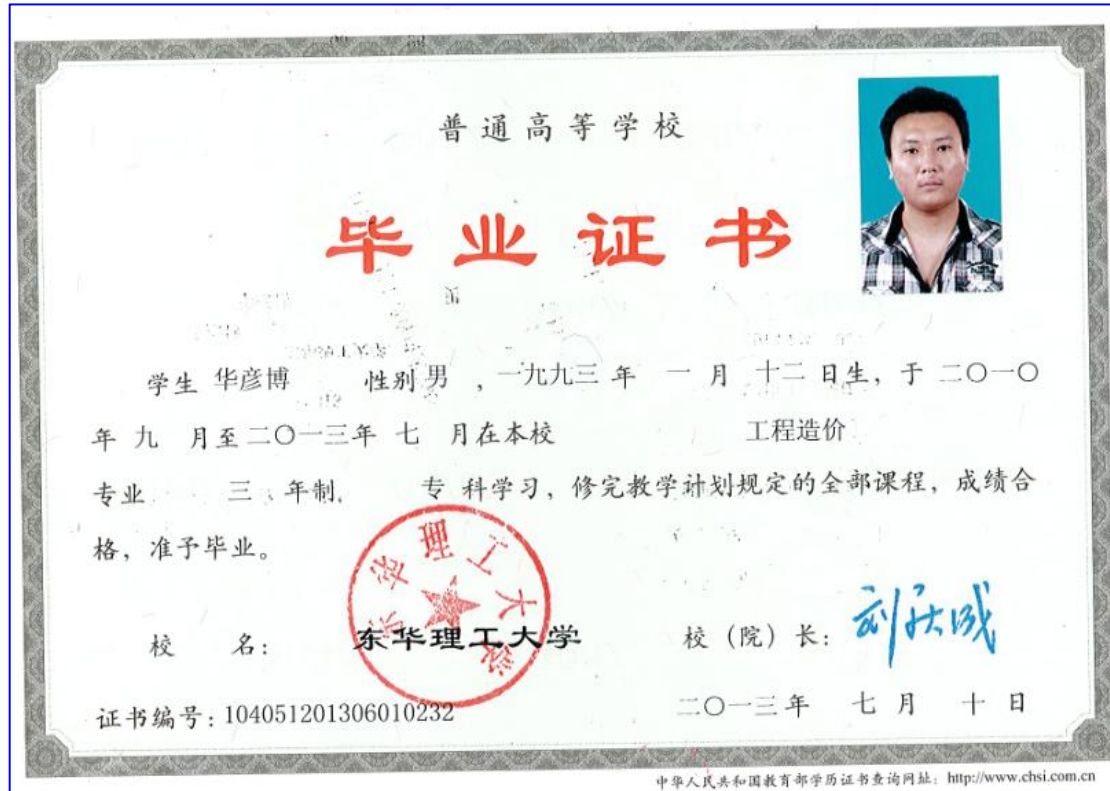 普通高等学校
毕业证书
学生 华彦博 性别 男 ,一九九三 年 一 月 十二 日生,于 二〇一〇
年 九 月至 二〇一三年 七 月在本校 工程造价
专业 三 年制, 专 科学习,修完教学计划规定的全部课程,成绩合
格,准予毕业。
东华理工大学
校 名: 东华理工大学 校(院)长:
证书编号:104051201306010232 二〇一三年 七 月 十 日
中华人民共和国教育部学历证书查询网址:http://www.chsi.com.cn